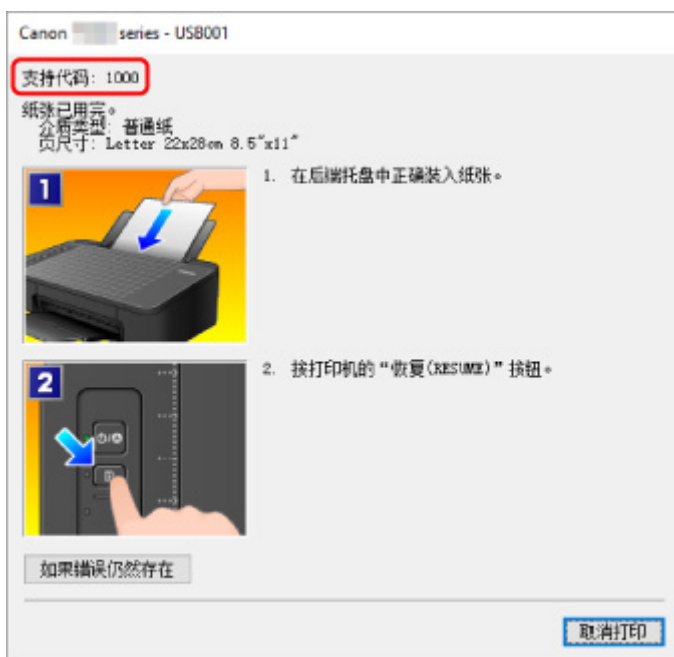 Canon series - USB001
支持代码: 1000
纸张已用完。
介质类型: 普通纸
页尺寸: Letter 22x28cm 8.5"x11"
1
1. 在后端托盘中正确装入纸张。
2
2. 按打印机的“恢复(RESUME)”按钮。
如果错误仍然存在
取消打印